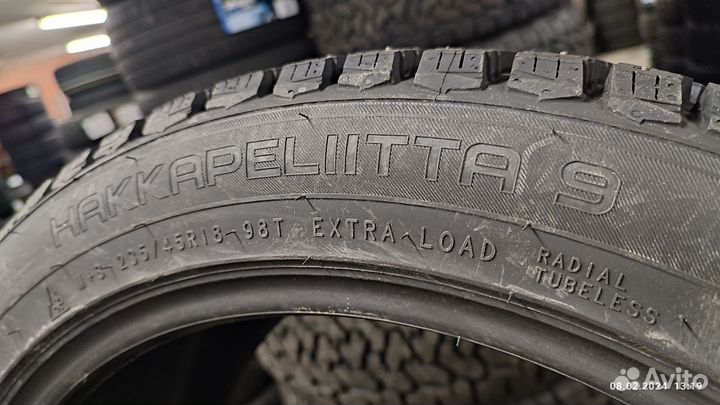 HAKKAPELIITTA 9
M+S 235/45R18 98T EXTRA LOAD
RADIAL
TUBELESS
08.02.2024 13:19
Avito